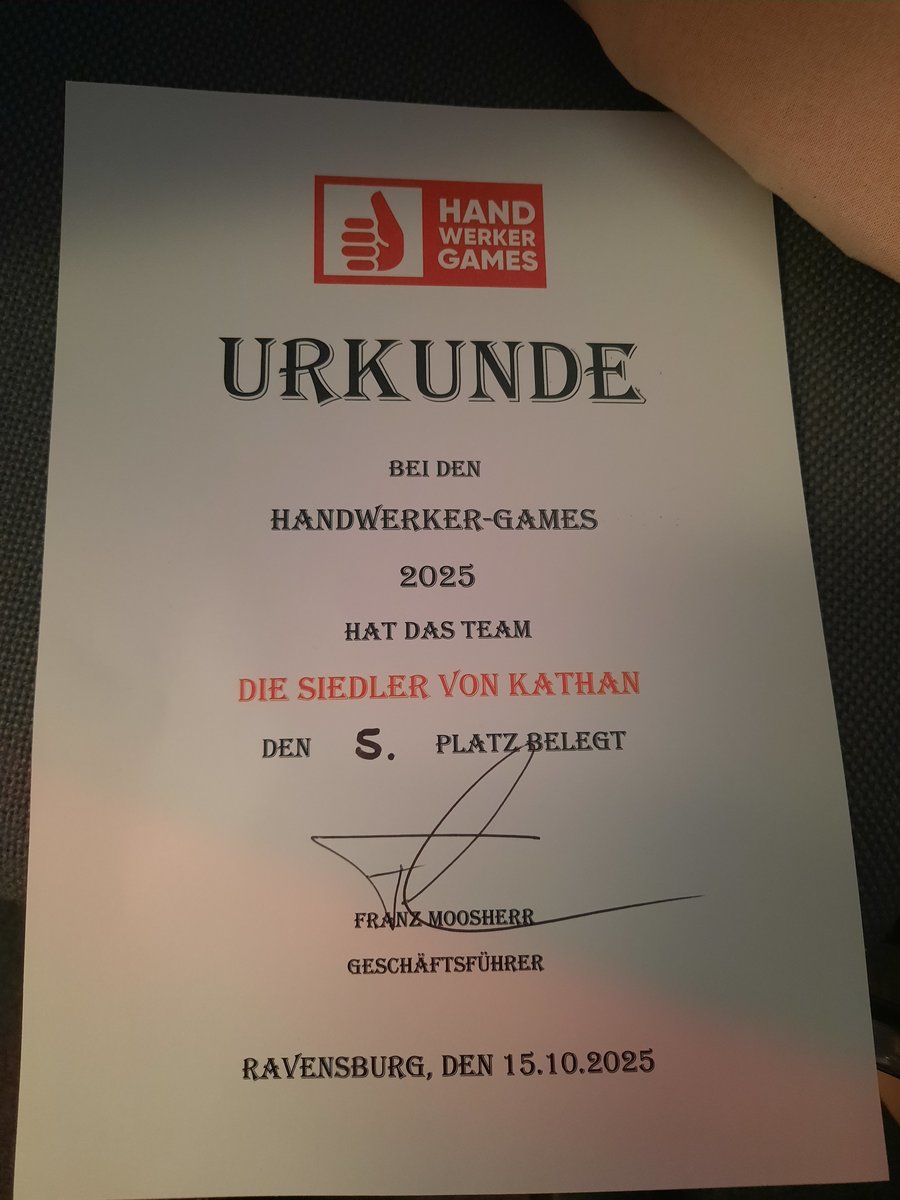 HAND
WERKER
GAMES
URKUNDE
BEI DEN
HANDWERKER-GAMES
2025
HAT DAS TEAM
DIE SIEDLER VON KATHAN
DEN 5. PLATZ BELEGT
FRANZ MOOSHERR
GESCHÄFTSFÜHRER
RAVENSBURG, DEN 15.10.2025